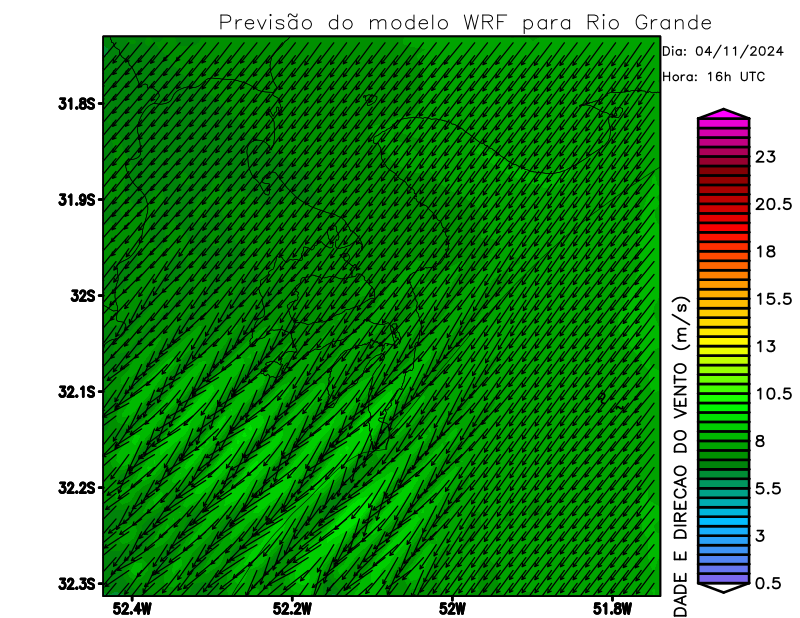 Previsão do modelo WRF para Rio Grande
Dia: 04/11/2024
Hora: 16h UTC
31.8S
31.9S
32S
32.1S
32.2S
32.3S
52.4W
52.2W
52W
51.8W
23
20.5
18
15.5
13
10.5
8
5.5
3
0.5
DADE E DIRECAO DO VENTO (m/s)